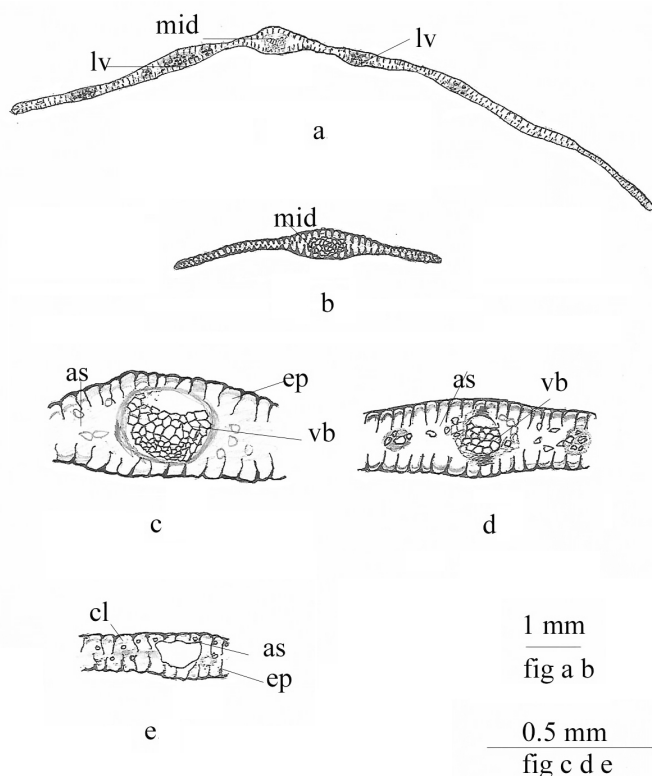 mid
lv
lv
a
mid
b
as
ep
vb
c
as
vb
d
cl
as
ep
e
1 mm
fig a b
0.5 mm
fig c d e